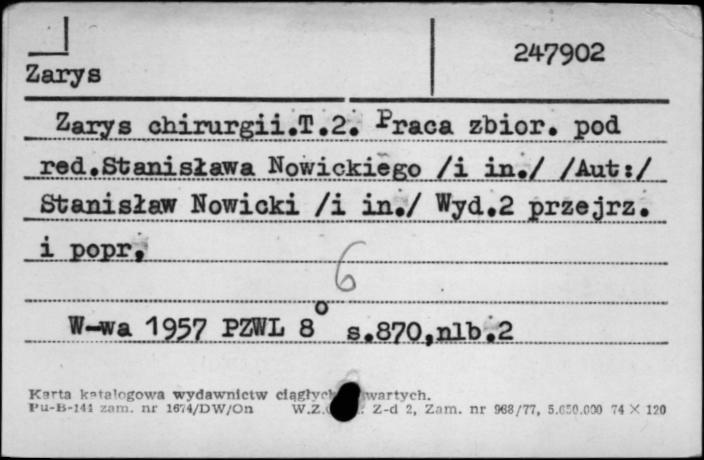 247902
Zarys
Zarys chirurgii.T.2. Praca zbior. pod
red.Stanisława Nowickiego /i in./ /Aut:/
Stanisław Nowicki /i in./ Wyd.2 przejrz.
i popr,
6
W-wa 1957 PZWL 8° s.870,nlb.2
Karta katalogowa wydawnictw ciągłych wartych.
Pu-B-144 zam. nr 1674/DW/On W.Z. Z-d 2, Zam. nr 968/77, 5.650.000 74 × 120